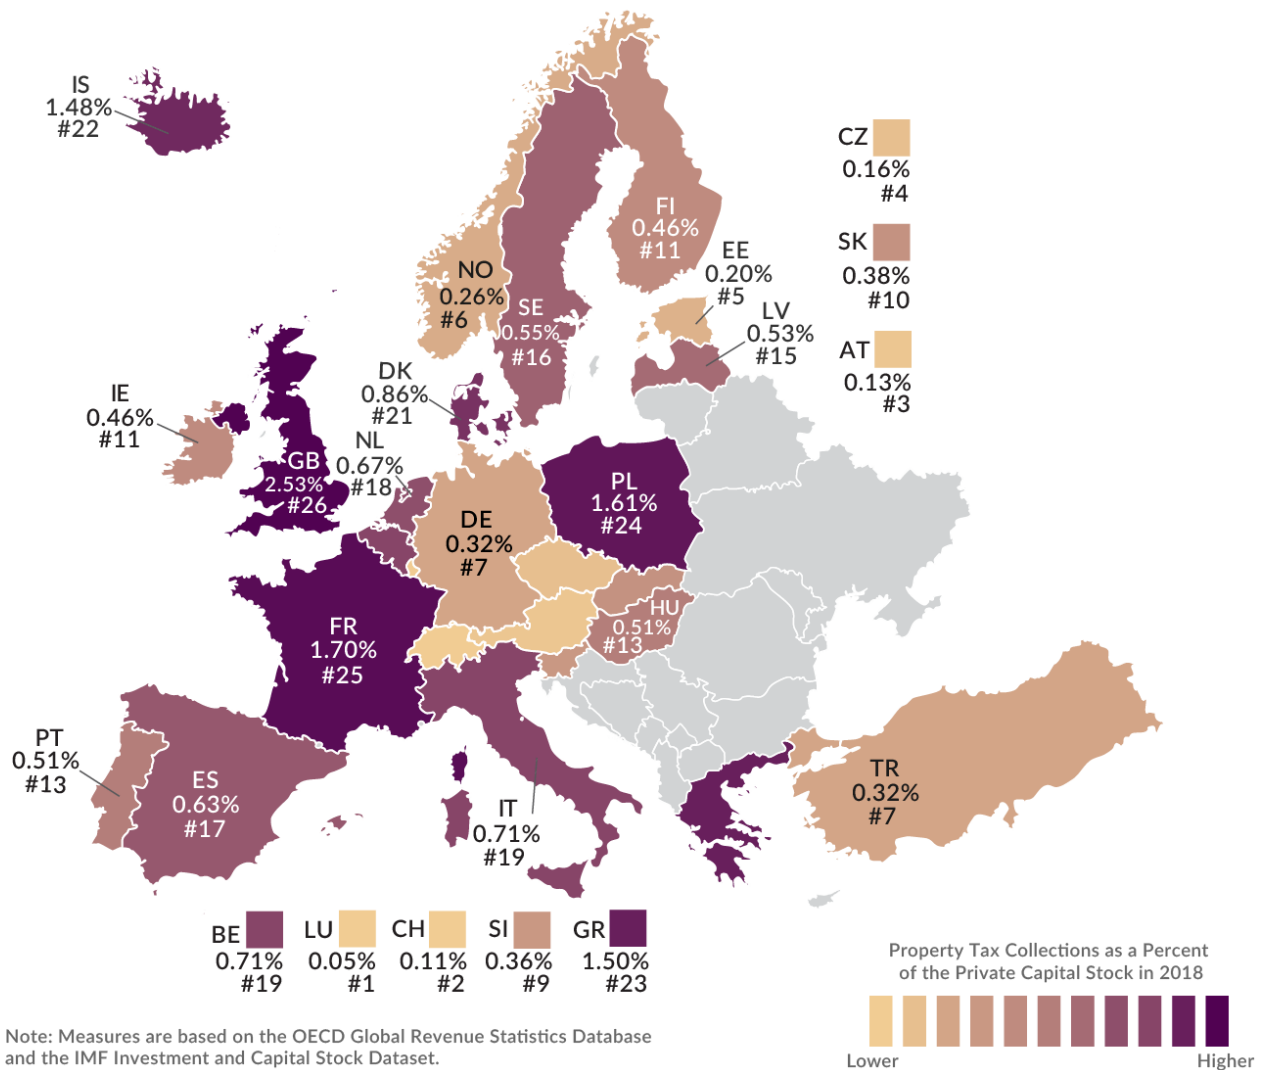 IS
1.48%
#22
CZ
0.16%
#4
FI
0.46%
#11
SK
0.38%
#10
EE
0.20%
#5
NO
0.26%
#6
SE
0.55%
#16
LV
0.53%
#15
AT
0.13%
#3
DK
0.86%
#21
IE
0.46%
#11
NL
0.67%
#18
GB
2.53%
#26
PL
1.61%
#24
DE
0.32%
#7
HU
0.51%
#13
FR
1.70%
#25
PT
0.51%
#13
ES
0.63%
#17
IT
0.71%
#19
TR
0.32%
#7
BE
0.71%
#19
LU
0.05%
#1
CH
0.11%
#2
SI
0.36%
#9
GR
1.50%
#23
Property Tax Collections as a Percent
of the Private Capital Stock in 2018
Lower
Higher
Note: Measures are based on the OECD Global Revenue Statistics Database
and the IMF Investment and Capital Stock Dataset.